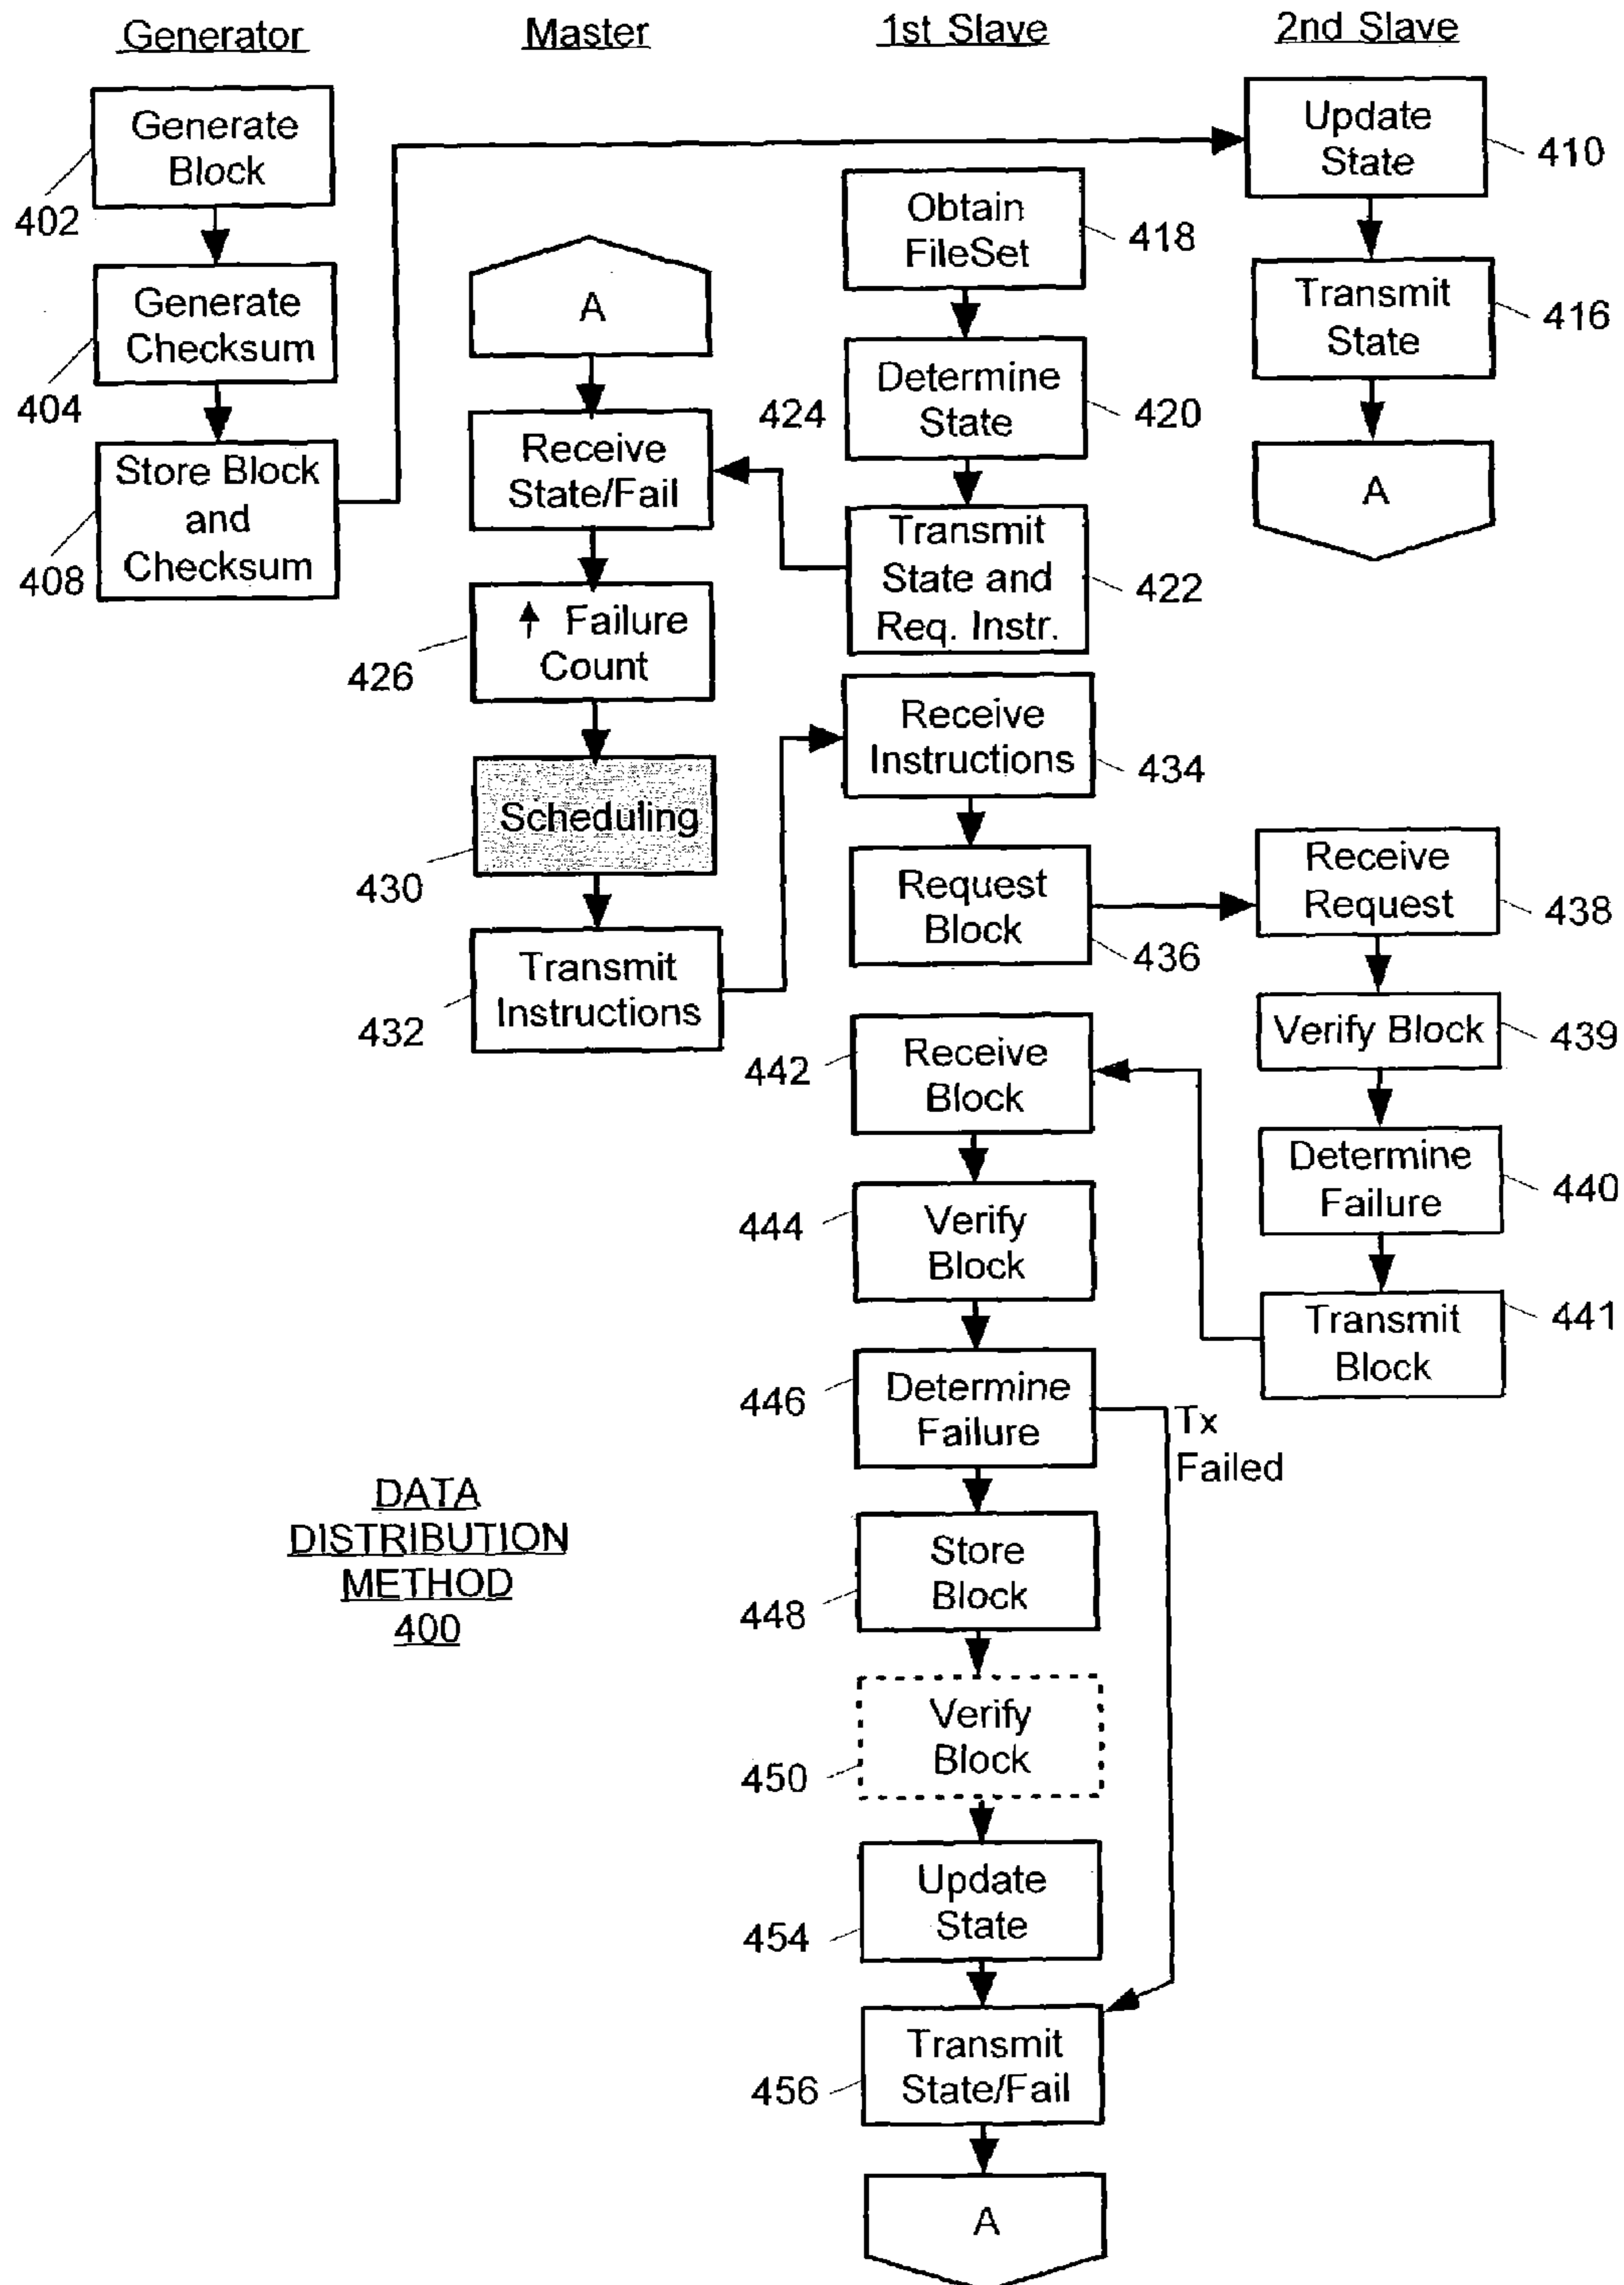 Generator
Master
1st Slave
2nd Slave
Generate
Block
402
Generate
Checksum
404
Store Block
and
Checksum
408
A
Receive
State/Fail
424
↑ Failure
Count
426
Scheduling
430
Transmit
Instructions
432
Obtain
FileSet
418
Determine
State
420
Transmit
State and
Req. Instr.
422
Receive
Instructions
434
Request
Block
436
Receive
Block
442
Verify
Block
444
Determine
Failure
446
Tx
Failed
Store
Block
448
Verify
Block
450
Update
State
454
Transmit
State/Fail
456
A
Update
State
410
Transmit
State
416
A
Receive
Request
438
Verify Block
439
Determine
Failure
440
Transmit
Block
441
DATA
DISTRIBUTION
METHOD
400